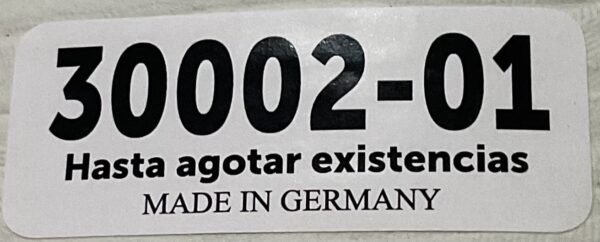 30002-01
Hasta agotar existencias
MADE IN GERMANY